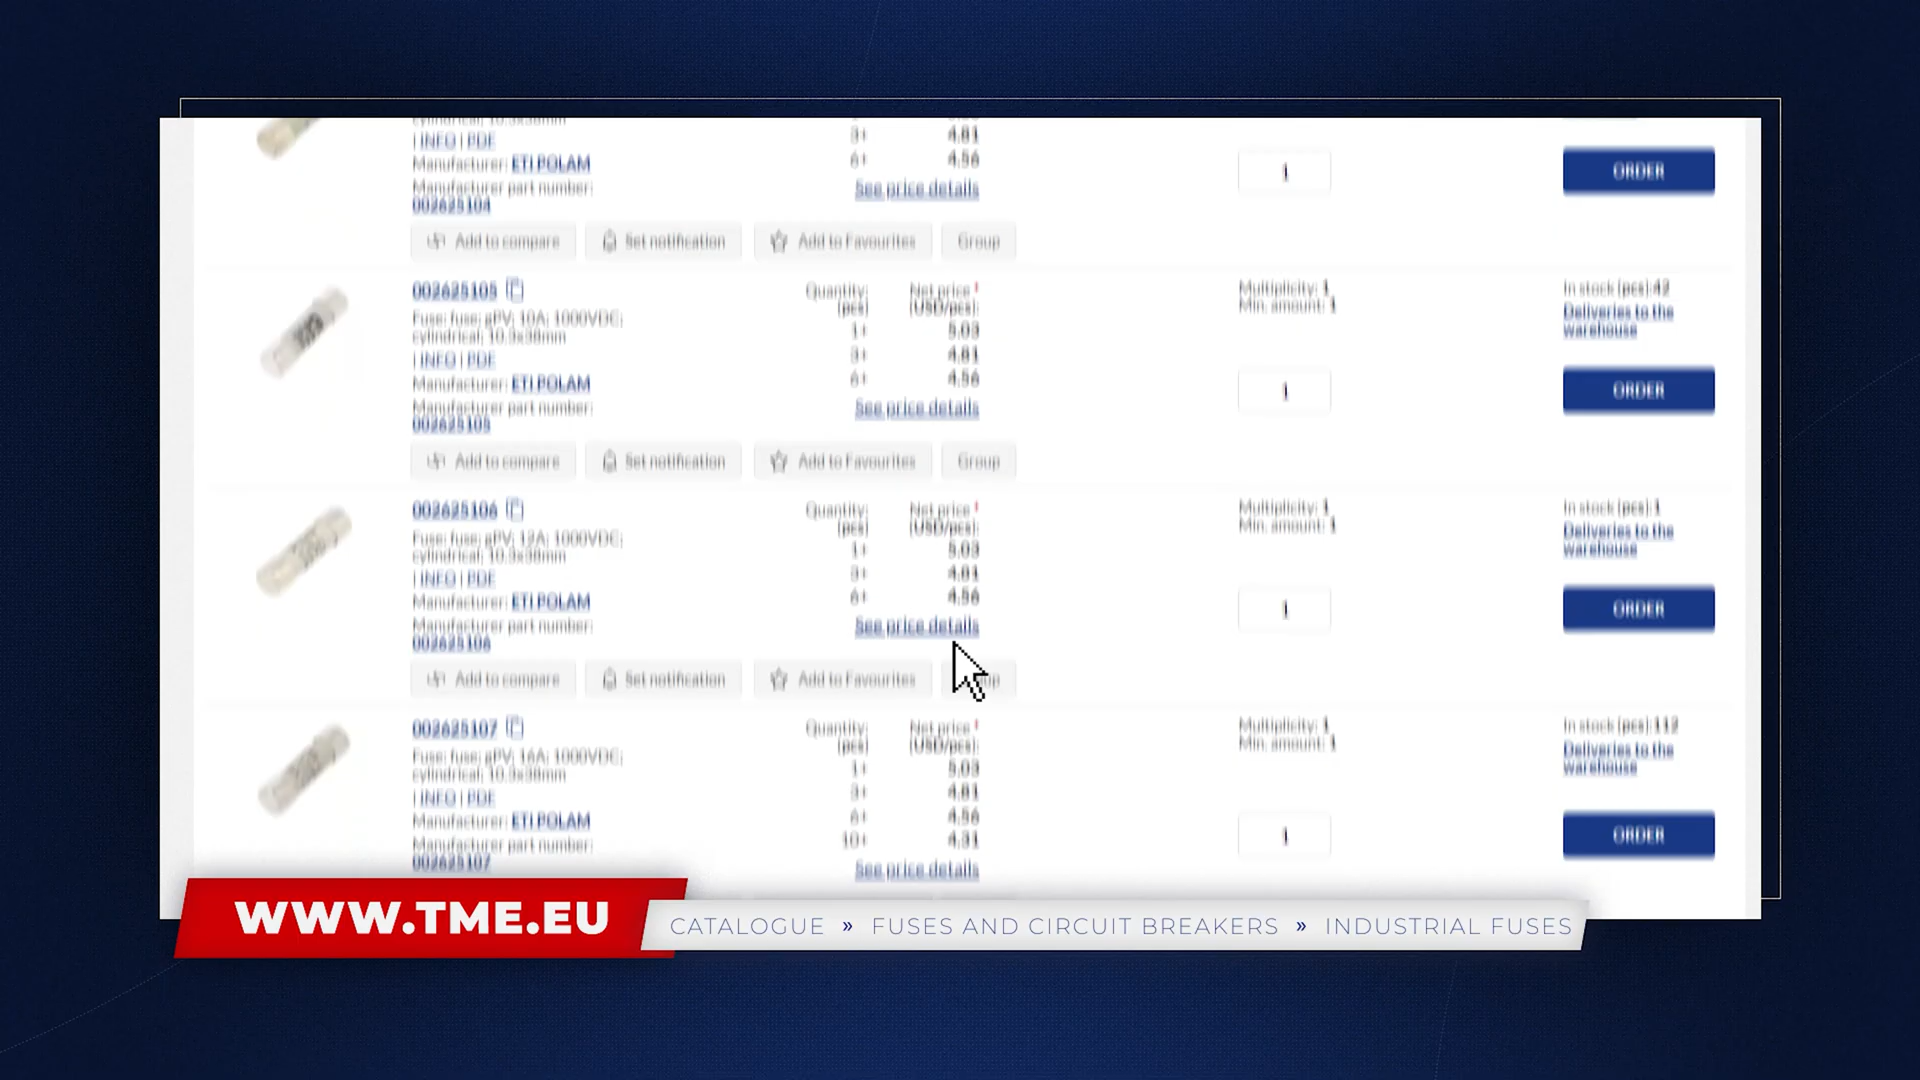 cylindrical; 10.3x38mm
| INFO | PDF
Manufacturer: ETI POLAM
Manufacturer part number:
002625104
3+ 4.81
6+ 4.56
See price details
1
ORDER
Add to compare
Set notification
Add to Favourites
Group
002625105
Fuse: fuse; gPV; 10A; 1000VDC;
cylindrical; 10.3x38mm
| INFO | PDF
Manufacturer: ETI POLAM
Manufacturer part number:
002625105
Quantity: Net price !
(pcs) (USD/pcs):
1+ 5.03
3+ 4.81
6+ 4.56
See price details
Multiplicity: 1
Min. amount: 1
1
In stock (pcs): 42
Deliveries to the
warehouse
ORDER
Add to compare
Set notification
Add to Favourites
Group
002625106
Fuse: fuse; gPV; 12A; 1000VDC;
cylindrical; 10.3x38mm
| INFO | PDF
Manufacturer: ETI POLAM
Manufacturer part number:
002625106
Quantity: Net price !
(pcs) (USD/pcs):
1+ 5.03
3+ 4.81
6+ 4.56
See price details
Multiplicity: 1
Min. amount: 1
1
In stock (pcs): 1
Deliveries to the
warehouse
ORDER
Add to compare
Set notification
Add to Favourites
002625107
Fuse: fuse; gPV; 16A; 1000VDC;
cylindrical; 10.3x38mm
| INFO | PDF
Manufacturer: ETI POLAM
Manufacturer part number:
002625107
Quantity: Net price !
(pcs) (USD/pcs):
1+ 5.03
3+ 4.81
6+ 4.56
10+ 4.31
See price details
Multiplicity: 1
Min. amount: 1
1
In stock (pcs): 112
Deliveries to the
warehouse
ORDER
WWW.TME.EU
CATALOGUE » FUSES AND CIRCUIT BREAKERS » INDUSTRIAL FUSES